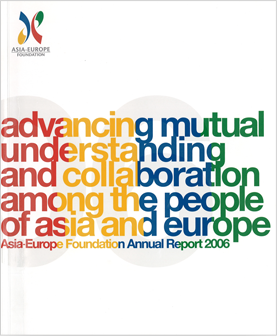 ASIA-EUROPE
FOUNDATION
advancing mutual
understanding
and collaboration
among the people
of asia and europe
Asia-Europe Foundation Annual Report 2006